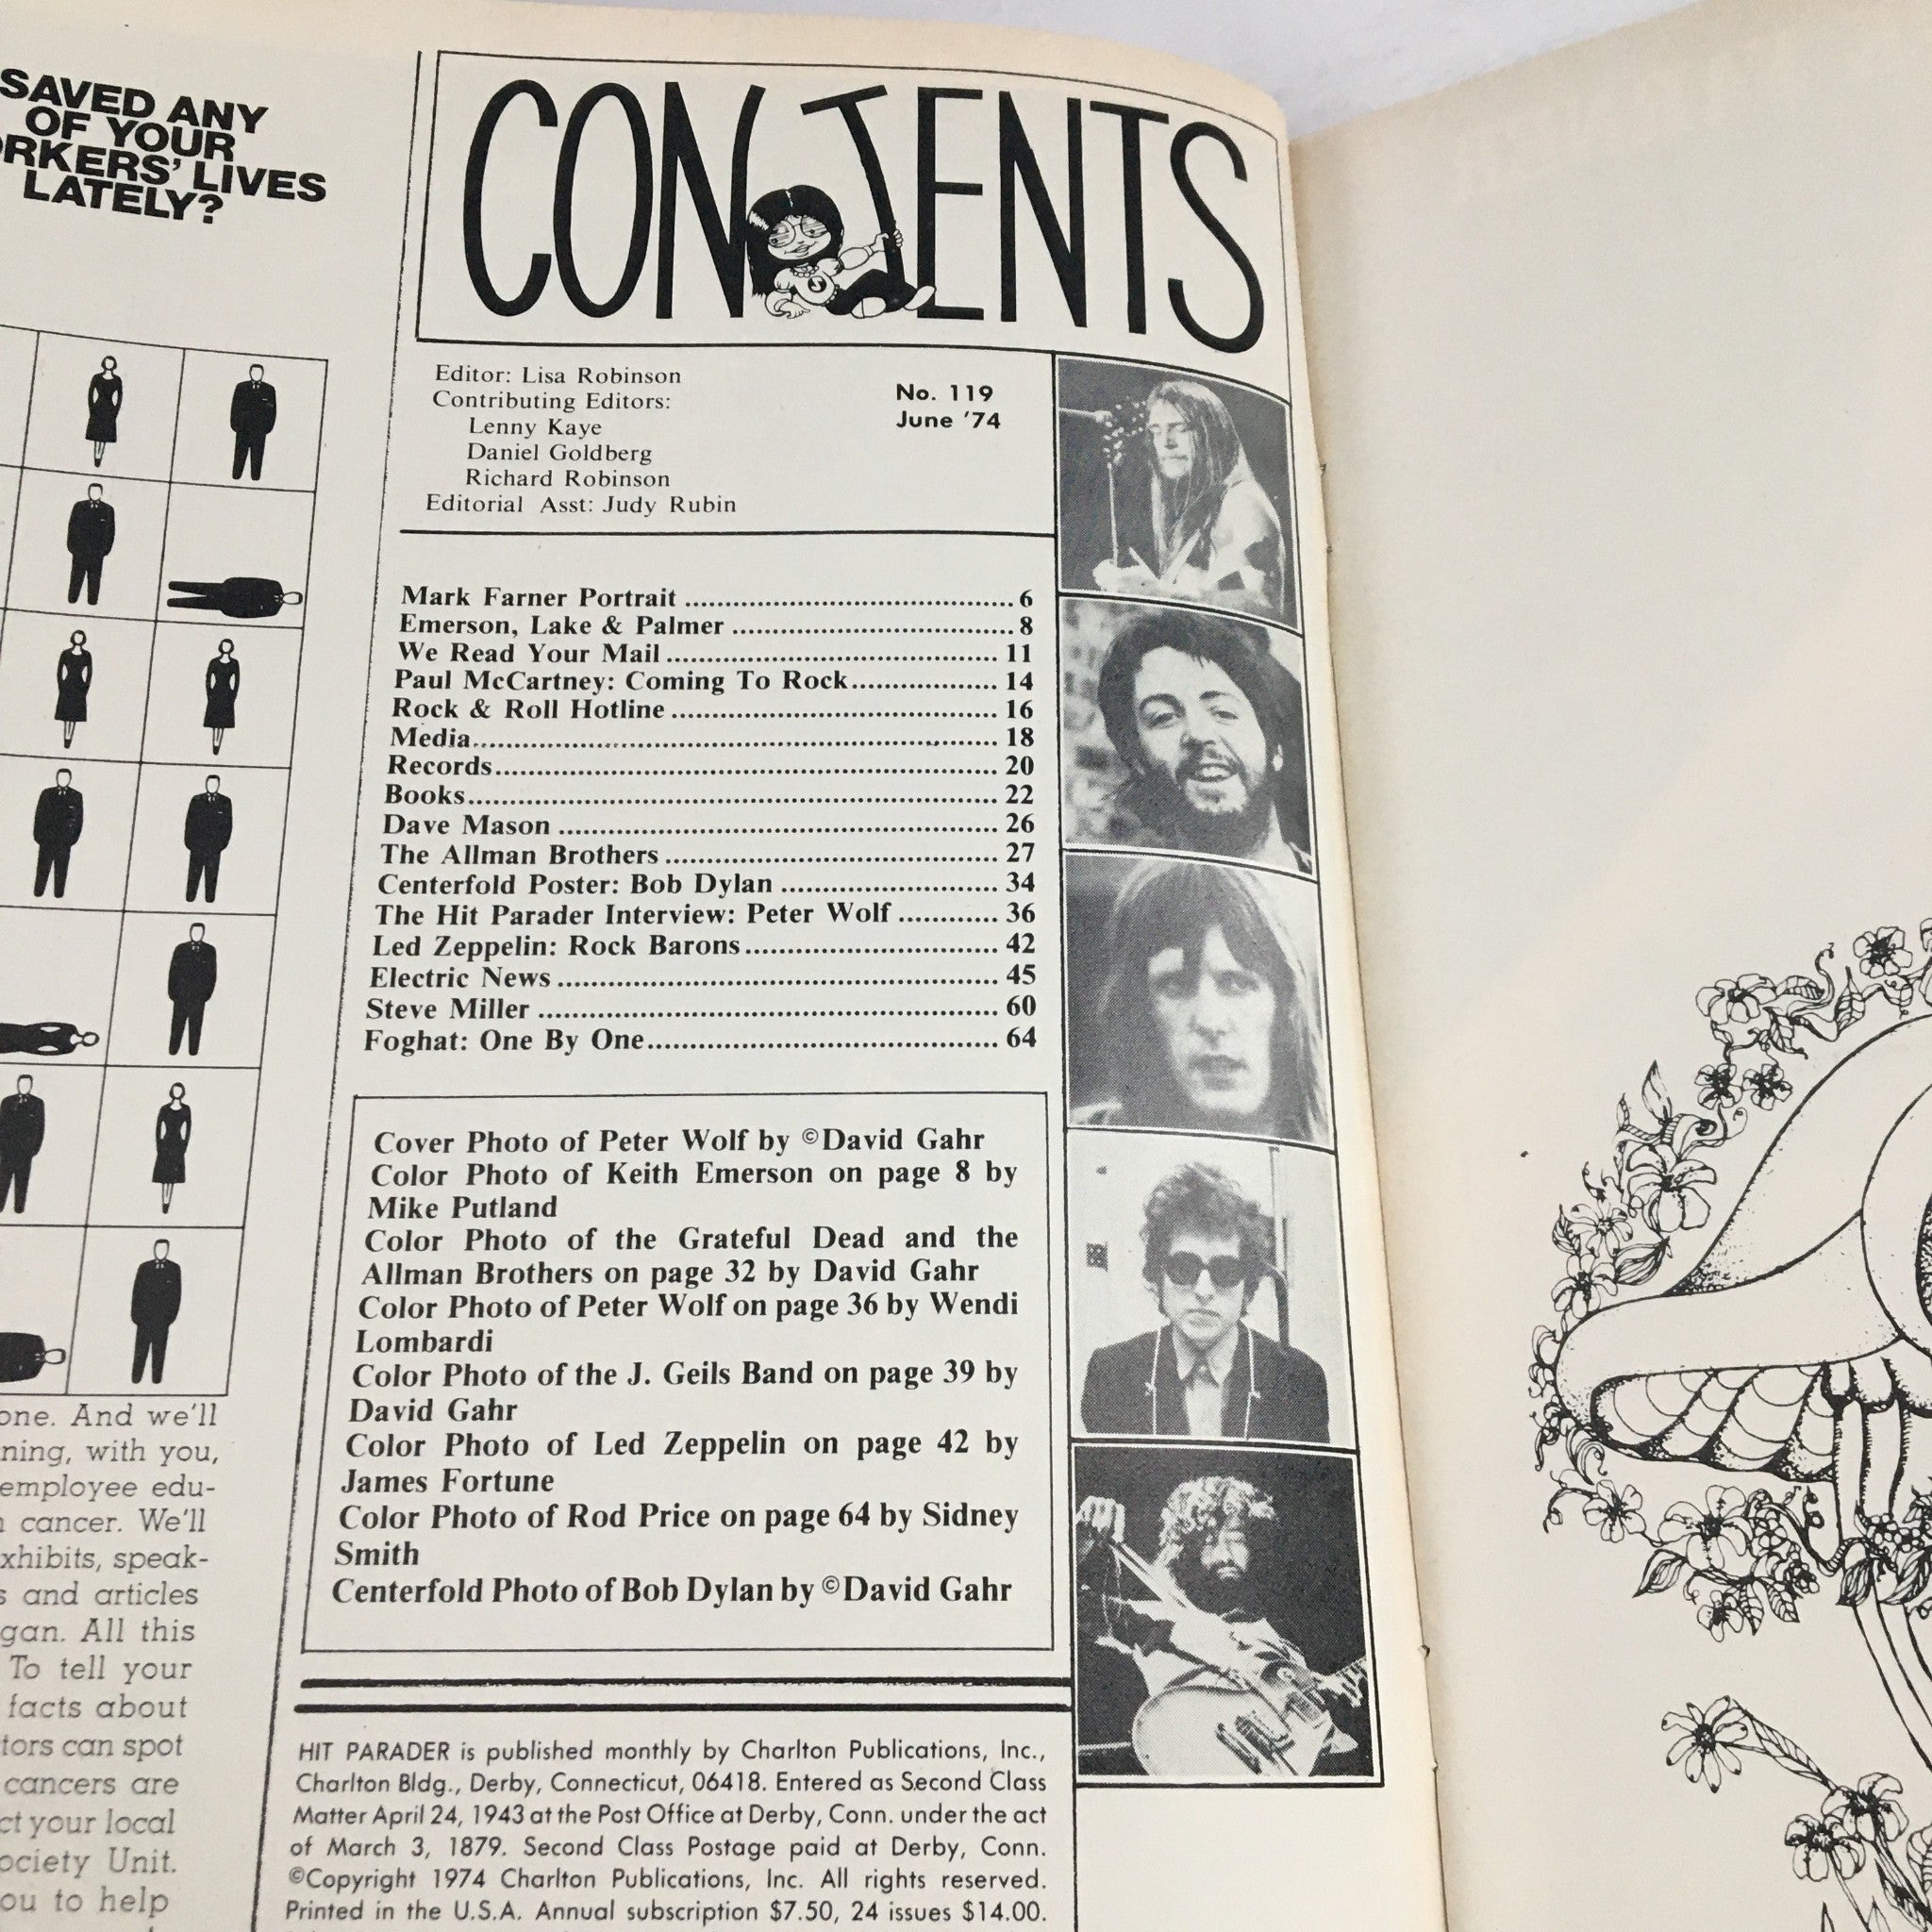 SAVED ANY
OF YOUR
ORKERS' LIVES
LATELY?
one. And we'll
ning, with you,
employee edu-
cancer. We'll
xhibits, speak-
s and articles
gan. All this
To tell your
facts about
tors can spot
cancers are
ct your local
ociety Unit.
ou to help
CONTENTS
Editor: Lisa Robinson
Contributing Editors:
Lenny Kaye
Daniel Goldberg
Richard Robinson
Editorial Asst: Judy Rubin
No. 119
June '74
Mark Farner Portrait ........................................ 6
Emerson, Lake & Palmer .................................. 8
We Read Your Mail ........................................ 11
Paul McCartney: Coming To Rock.................. 14
Rock & Roll Hotline ........................................ 16
Media................................................................ 18
Records............................................................. 20
Books................................................................ 22
Dave Mason ..................................................... 26
The Allman Brothers ........................................ 27
Centerfold Poster: Bob Dylan .......................... 34
The Hit Parader Interview: Peter Wolf ............ 36
Led Zeppelin: Rock Barons............................... 42
Electric News ..................................................... 45
Steve Miller ....................................................... 60
Foghat: One By One.......................................... 64
Cover Photo of Peter Wolf by ©David Gahr
Color Photo of Keith Emerson on page 8 by
Mike Putland
Color Photo of the Grateful Dead and the
Allman Brothers on page 32 by David Gahr
Color Photo of Peter Wolf on page 36 by Wendi
Lombardi
Color Photo of the J. Geils Band on page 39 by
David Gahr
Color Photo of Led Zeppelin on page 42 by
James Fortune
Color Photo of Rod Price on page 64 by Sidney
Smith
Centerfold Photo of Bob Dylan by ©David Gahr
HIT PARADER is published monthly by Charlton Publications, Inc.,
Charlton Bldg., Derby, Connecticut, 06418. Entered as Second Class
Matter April 24, 1943 at the Post Office at Derby, Conn. under the act
of March 3, 1879. Second Class Postage paid at Derby, Conn.
©Copyright 1974 Charlton Publications, Inc. All rights reserved.
Printed in the U.S.A. Annual subscription $7.50, 24 issues $14.00.